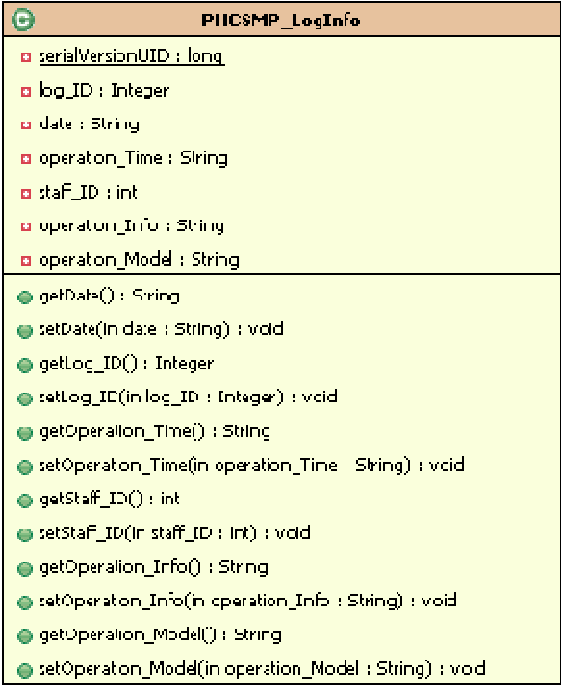 C PHCSMP_LogInfo
serialVersionUID : long
log_ID : Integer
date : String
operation_Time : String
staff_ID : int
operation_Info : String
operation_Model : String
getDate() : String
setDate(in date : String) : void
getLog_ID() : Integer
setLog_ID(in log_ID : Integer) : void
getOperation_Time() : String
setOperation_Time(in operation_Time : String) : void
getStaff_ID() : int
setStaff_ID(in staff_ID : int) : void
getOperation_Info() : String
setOperation_Info(in operation_Info : String) : void
getOperation_Model() : String
setOperation_Model(in operation_Model : String) : void